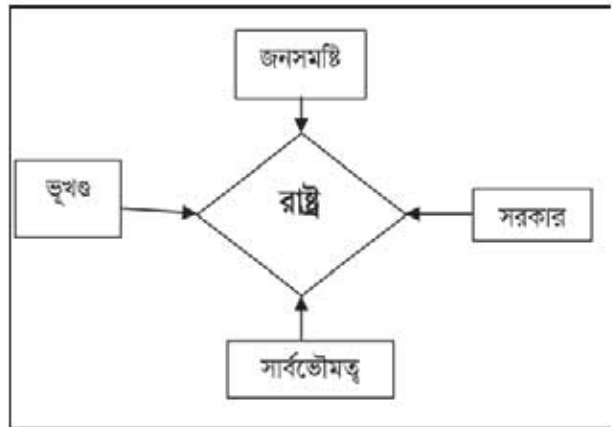 জনসমষ্টি
ভূখণ্ড
রাষ্ট্র
সরকার
সার্বভৌমত্ব